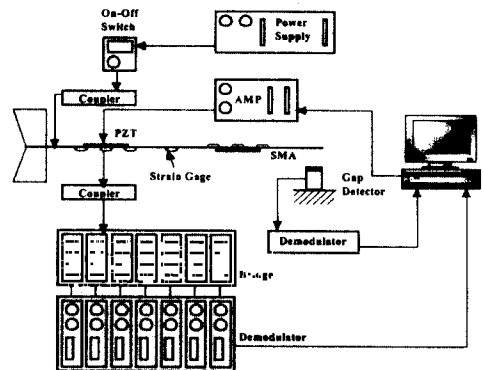 On-Off
Switch
Power
Supply
Coupler
AMP
PZT
SMA
Strain Gage
Gap
Detector
Coupler
Demodulator
Demodulator